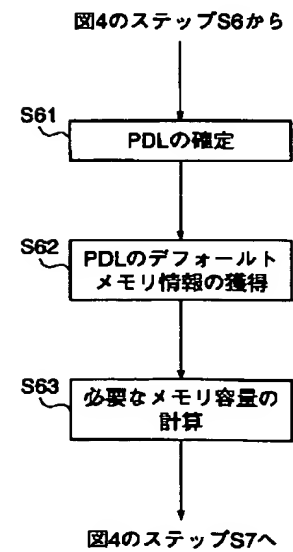 図4のステップS6から
S61
PDLの確定
S62
PDLのデフォールト
メモリ情報の獲得
S63
必要なメモリ容量の
計算
図4のステップS7へ